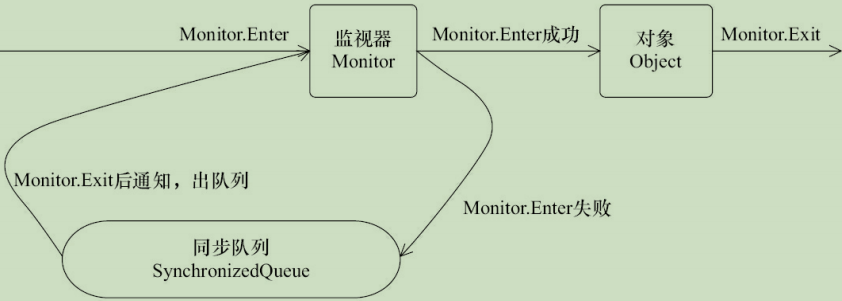 Monitor.Enter
监视器
Monitor
Monitor.Enter成功
对象
Object
Monitor.Exit
Monitor.Exit后通知，出队列
Monitor.Enter失败
同步队列
SynchronizedQueue